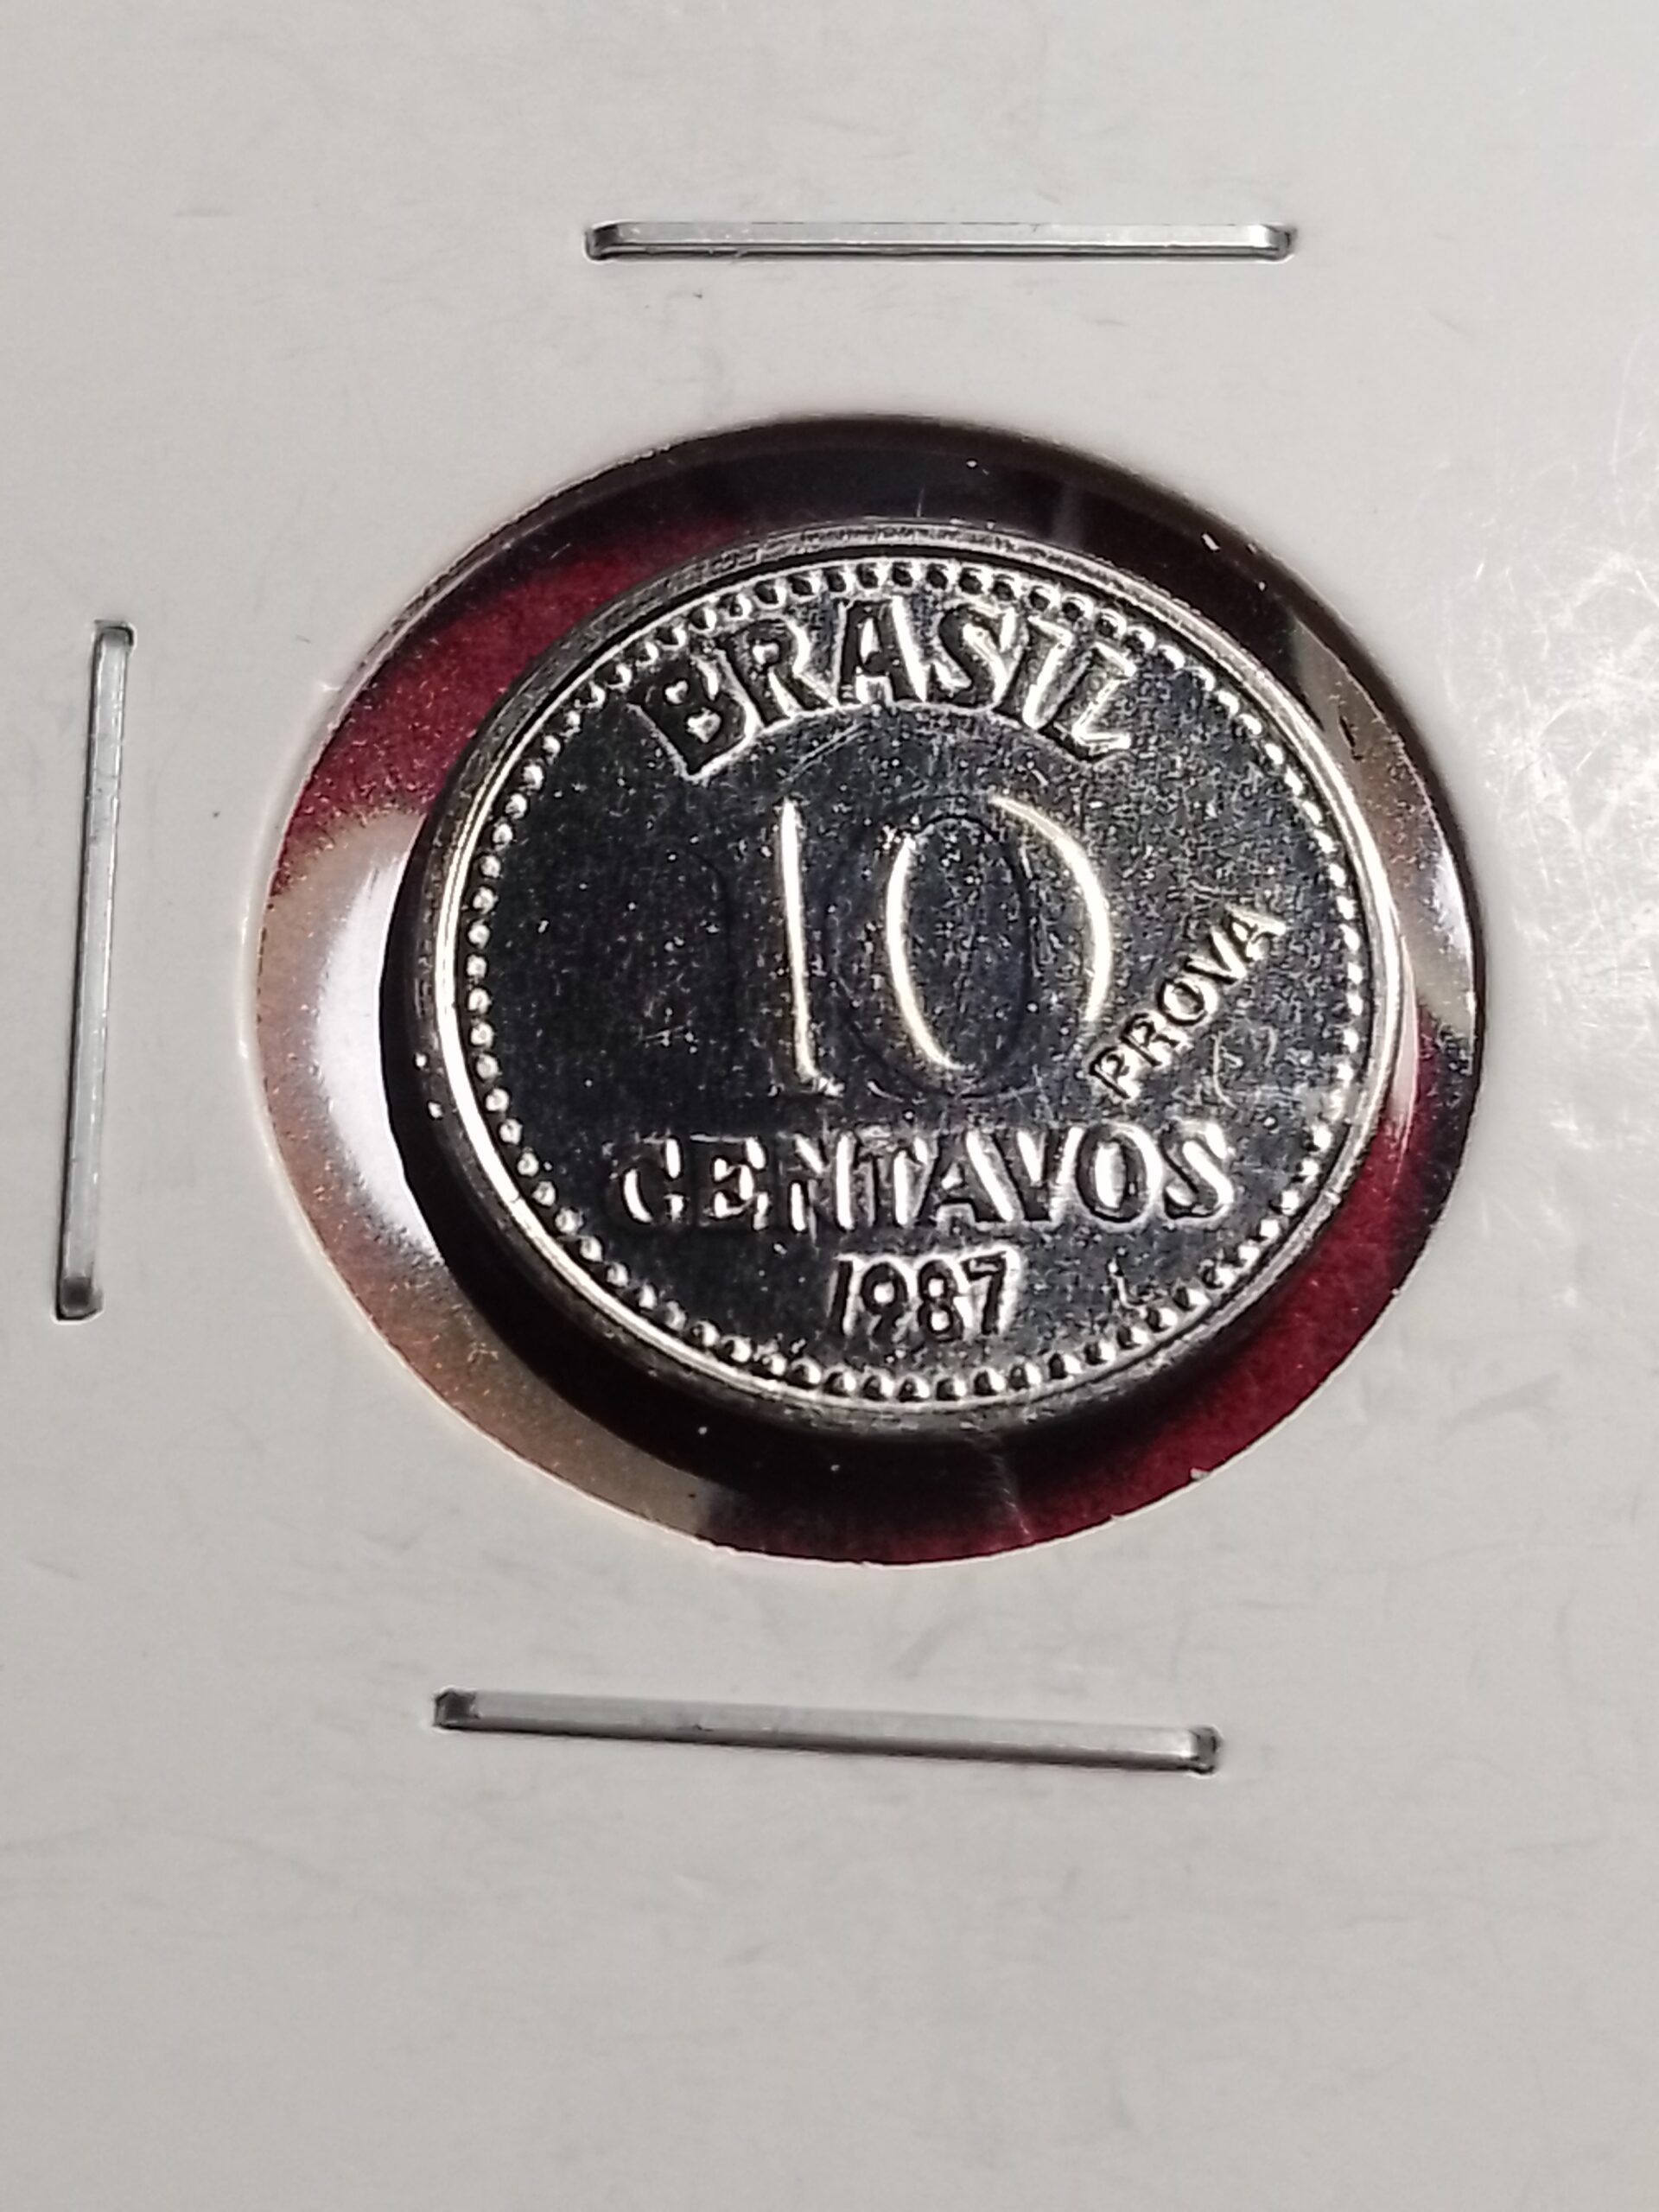 BRASIL
10
PROVA
CENTAVOS
1987